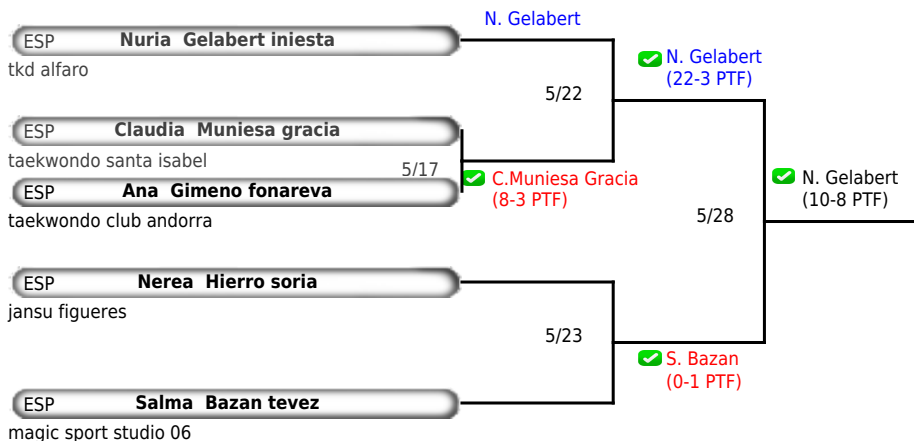 N. Gelabert
ESP Nuria Gelabert iniesta
tkd alfaro
N. Gelabert
(22-3 PTF)
5/22
ESP Claudia Muniesa gracia
taekwondo santa isabel
5/17
C.Muniesa Gracia
(8-3 PTF)
ESP Ana Gimeno fonareva
taekwondo club andorra
N. Gelabert
(10-8 PTF)
5/28
ESP Nerea Hierro soria
jansu figueres
5/23
S. Bazan
(0-1 PTF)
ESP Salma Bazan tevez
magic sport studio 06